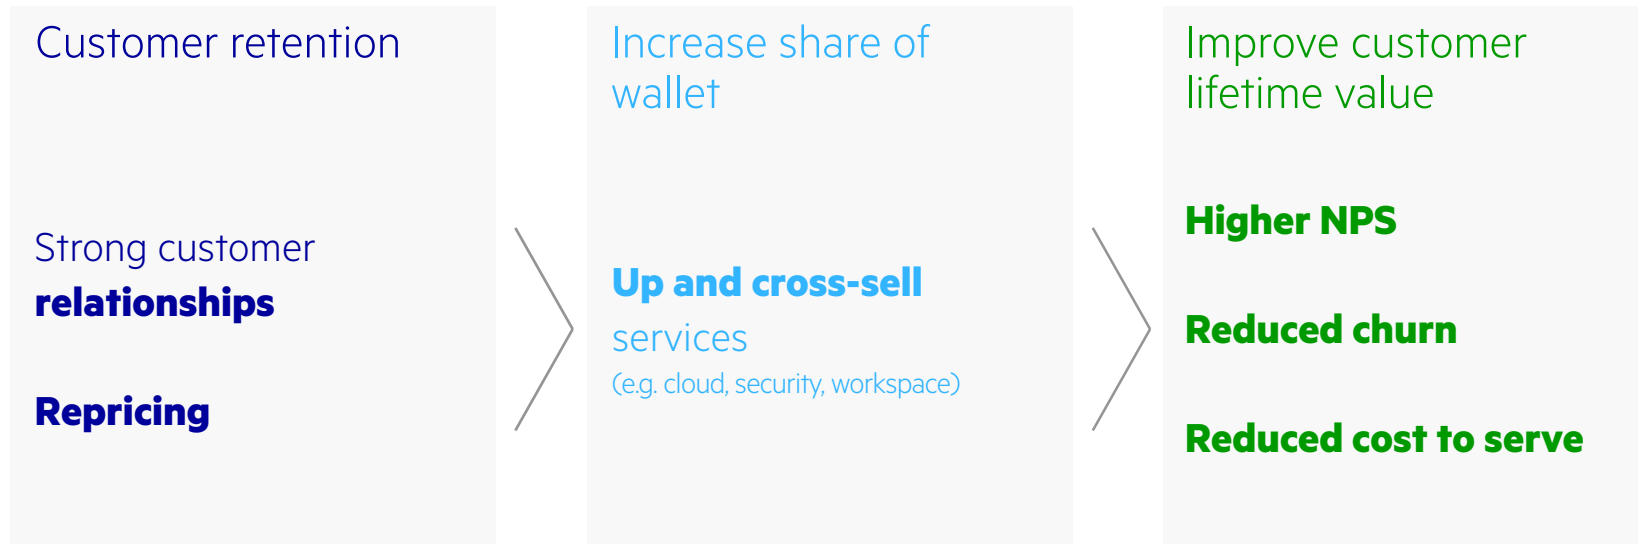 Customer retention
Strong customer
relationships
Repricing
Increase share of
wallet
Up and cross-sell
services
(e.g. cloud, security, workspace)
Improve customer
lifetime value
Higher NPS
Reduced churn
Reduced cost to serve